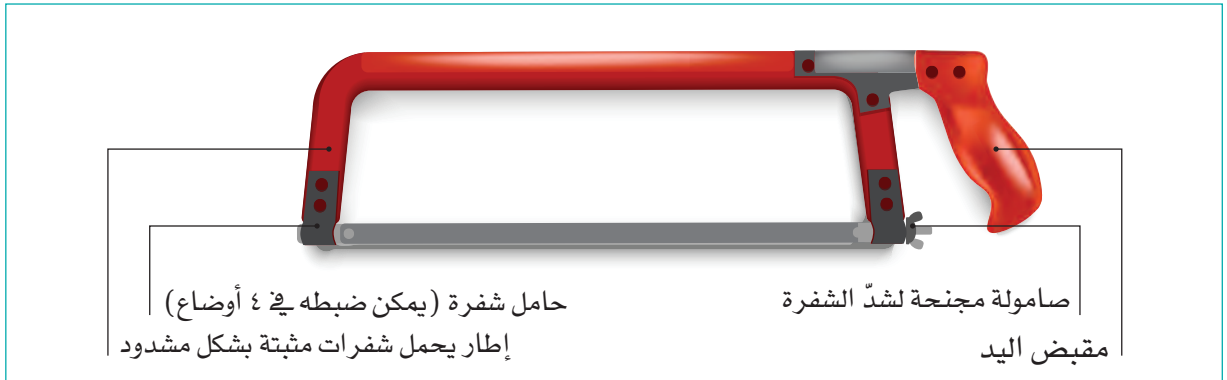 صامولة مجنحة لشدّ الشفرة
مقبض اليد
حامل شفرة (يمكن ضبطه في ٤ أوضاع)
إطار يحمل شفرات مثبتة بشكل مشدود